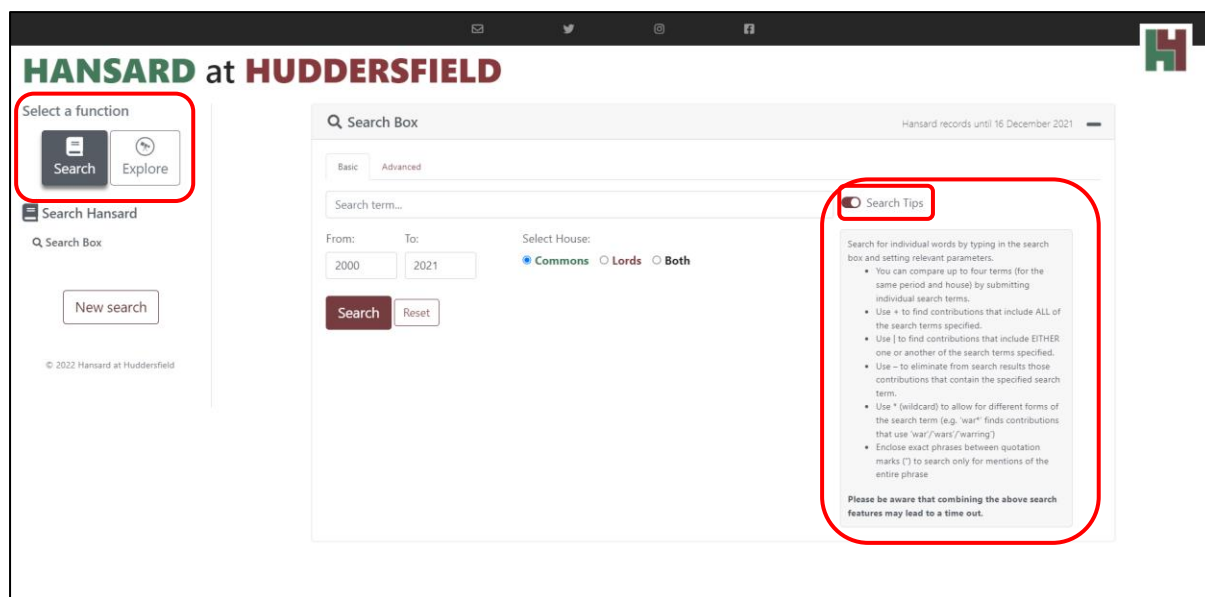 HANSARD at HUDDERSFIELD
Select a function
Search
Explore
Search Hansard
Search Box
New search
© 2022 Hansard at Huddersfield
Search Box
Hansard records until 16 December 2021
Basic
Advanced
Search term...
From:
To:
2000
2021
Select House:
Commons
Lords
Both
Search
Reset
Search Tips
Search for individual words by typing in the search
box and setting relevant parameters.
• You can compare up to four terms (for the
same period and house) by submitting
individual search terms.
• Use + to find contributions that include ALL of
the search terms specified.
• Use | to find contributions that include EITHER
one or another of the search terms specified.
• Use – to eliminate from search results those
contributions that contain the specified search
term.
• Use * (wildcard) to allow for different forms of
the search term (e.g. 'war*' finds contributions
that use 'war'/'wars'/'warring')
• Enclose exact phrases between quotation
marks (") to search only for mentions of the
entire phrase
Please be aware that combining the above search
features may lead to a time out.